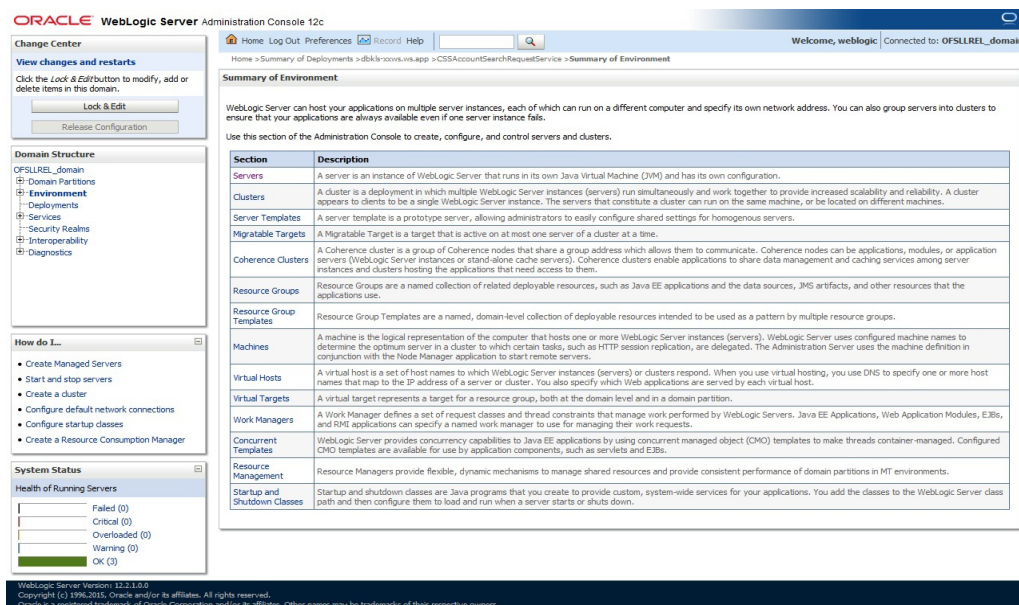 ORACLE WebLogic Server Administration Console 12c
Change Center
View changes and restarts
Click the Lock & Edit button to modify, add or
delete items in this domain.
Lock & Edit
Release Configuration
Domain Structure
OFSLLREL_domain
Domain Partitions
Environment
Deployments
Services
Security Realms
Interoperability
Diagnostics
How do I...
Create Managed Servers
Start and stop servers
Create a cluster
Configure default network connections
Configure startup classes
Create a Resource Consumption Manager
System Status
Health of Running Servers
Failed (0)
Critical (0)
Overloaded (0)
Warning (0)
OK (3)
Home Log Out Preferences Record Help
Welcome, weblogic Connected to: OFSLLREL_domain
Home >Summary of Deployments >dbkls-xxws.ws.app >CSSAccountSearchRequestService >Summary of Environment
Summary of Environment
WebLogic Server can host your applications on multiple server instances, each of which can run on a different computer and specify its own network address. You can also group servers into clusters to
ensure that your applications are always available even if one server instance fails.
Use this section of the Administration Console to create, configure, and control servers and clusters.
Section Description
Servers A server is an instance of WebLogic Server that runs in its own Java Virtual Machine (JVM) and has its own configuration.
Clusters A cluster is a deployment in which multiple WebLogic Server instances (servers) run simultaneously and work together to provide increased scalability and reliability. A cluster
appears to clients to be a single WebLogic Server instance. The servers that constitute a cluster can run on the same machine, or be located on different machines.
Server Templates A server template is a prototype server, allowing administrators to easily configure shared settings for homogenous servers.
Migratable Targets A Migratable Target is a target that is active on at most one server of a cluster at a time.
Coherence Clusters A Coherence cluster is a group of Coherence nodes that share a group address which allows them to communicate. Coherence nodes can be applications, modules, or application
servers (WebLogic Server instances or stand-alone cache servers). Coherence clusters enable applications to share data management and caching services among server
instances and clusters hosting the applications that need access to them.
Resource Groups Resource Groups are a named collection of related deployable resources, such as Java EE applications and the data sources, JMS artifacts, and other resources that the
applications use.
Resource Group
Templates Resource Group Templates are a named, domain-level collection of deployable resources intended to be used as a pattern by multiple resource groups.
Machines A machine is the logical representation of the computer that hosts one or more WebLogic Server instances (servers). WebLogic Server uses configured machine names to
determine the optimum server in a cluster to which certain tasks, such as HTTP session replication, are delegated. The Administration Server uses the machine definition in
conjunction with the Node Manager application to start remote servers.
Virtual Hosts A virtual host is a set of host names to which WebLogic Server instances (servers) or clusters respond. When you use virtual hosting, you use DNS to specify one or more host
names that map to the IP address of a server or cluster. You also specify which Web applications are served by each virtual host.
Virtual Targets A virtual target represents a target for a resource group, both at the domain level and in a domain partition.
Work Managers A Work Manager defines a set of request classes and thread constraints that manage work performed by WebLogic Servers. Java EE Applications, Web Application Modules, EJBs,
and RMI applications can specify a named work manager to use for managing their work requests.
Concurrent
Templates WebLogic Server provides concurrency capabilities to Java EE applications by using concurrent managed object (CMO) templates to make threads container-managed. Configured
CMO templates are available for use by application components, such as servlets and EJBs.
Resource
Management Resource Managers provide flexible, dynamic mechanisms to manage shared resources and provide consistent performance of domain partitions in MT environments.
Startup and
Shutdown Classes Startup and shutdown classes are Java programs that you create to provide custom, system-wide services for your applications. You add the classes to the WebLogic Server class
path and then configure them to load and run when a server starts or shuts down.
WebLogic Server Version: 12.2.1.0.0
Copyright (c) 1996,2015, Oracle and/or its affiliates. All rights reserved.
Oracle is a registered trademark of Oracle Corporation and/or its affiliates. Other names may be trademarks of their respective owners.